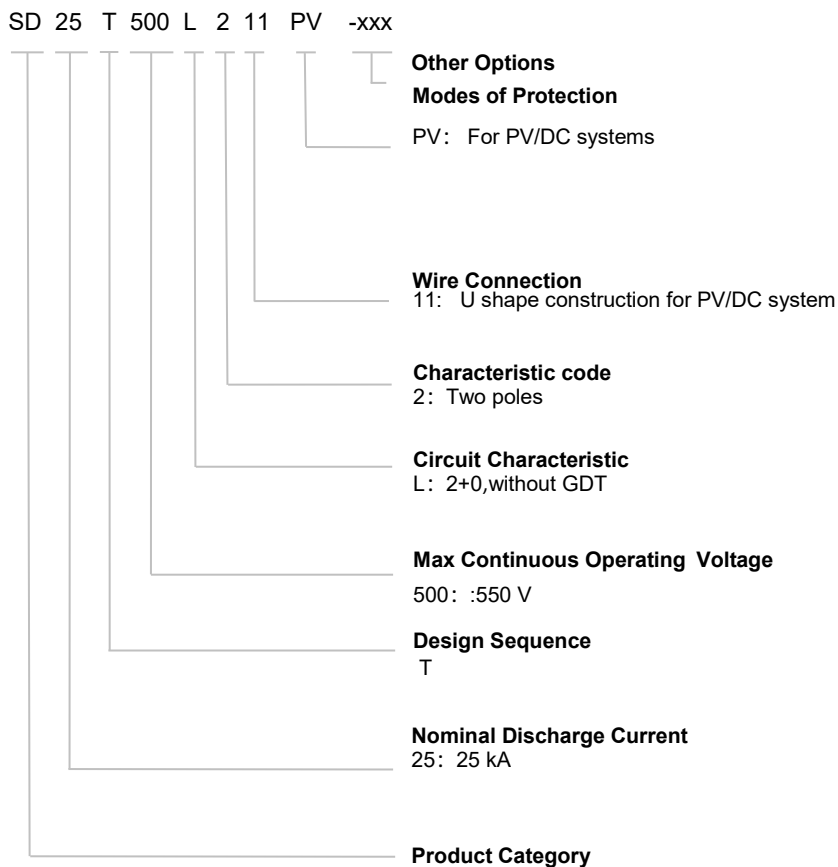 SD 25 T 500 L 2 11 PV -xxx
Other Options
Modes of Protection
PV： For PV/DC systems
Wire Connection
11： U shape construction for PV/DC system
Characteristic code
2：Two poles
Circuit Characteristic
L：2+0,without GDT
Max Continuous Operating Voltage
500：:550 V
Design Sequence
T
Nominal Discharge Current
25：25 kA
Product Category